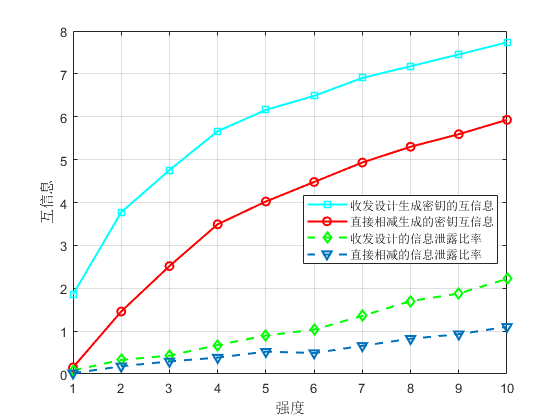 8
7
6
5
4
3
2
1
0
互信息
收发设计生成密钥的互信息
直接相减生成的密钥互信息
收发设计的信息泄露比率
直接相减的信息泄露比率
1 2 3 4 5 6 7 8 9 10
强度